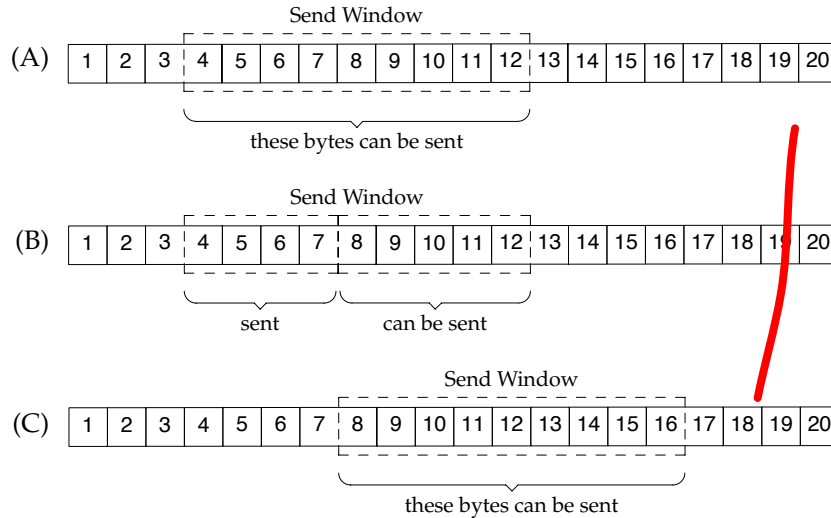 Send Window
(A) 1 2 3 4 5 6 7 8 9 10 11 12 13 14 15 16 17 18 19 20
these bytes can be sent
Send Window
(B) 1 2 3 4 5 6 7 8 9 10 11 12 13 14 15 16 17 18 19 20
sent can be sent
Send Window
(C) 1 2 3 4 5 6 7 8 9 10 11 12 13 14 15 16 17 18 19 20
these bytes can be sent